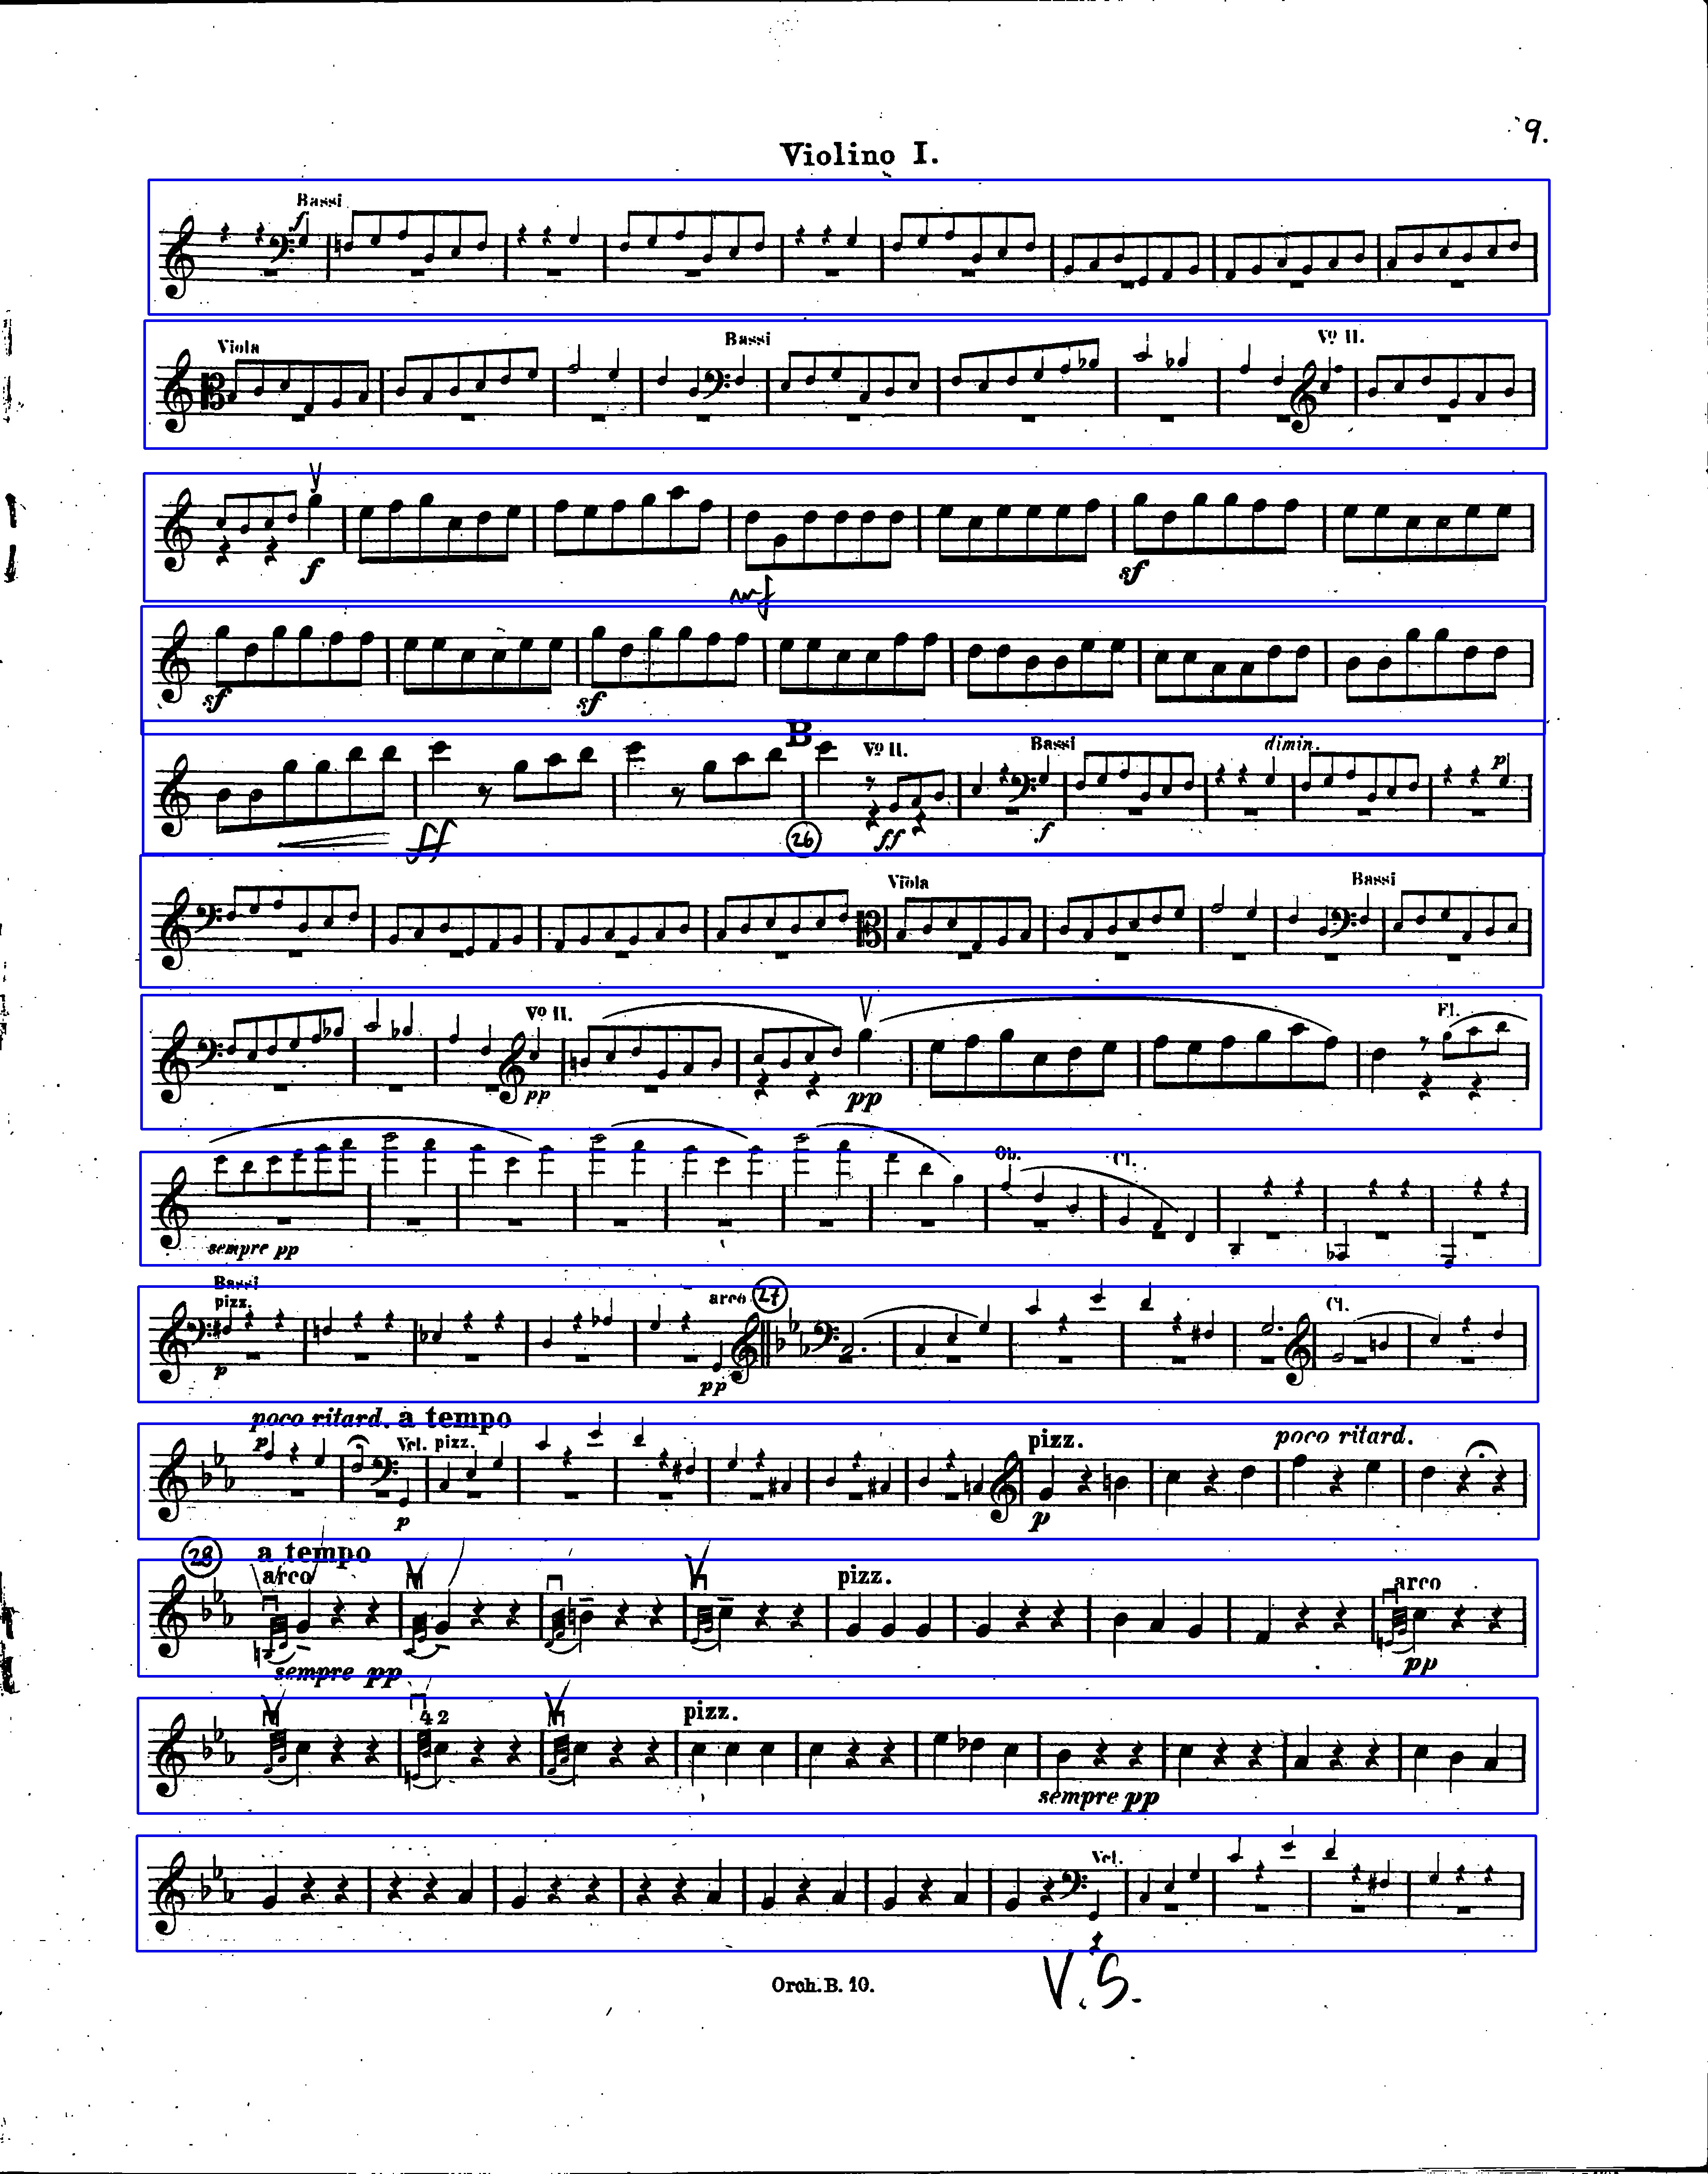 9.
Violino I.
Bassi
f
Viola Bassi Vo II.
f mf sf
sf sf
B
Vo II. Bassi dimin. p
ff 26 ff f
Viola Bassi
Vo II. Fl.
pp pp
Ob. Cl.
sempre pp
Bassi
pizz. arco 27 Cl.
p pp
poco ritard. a tempo
p Vcl. pizz. pizz. poco ritard.
p p
28 a tempo
arco pizz. arco
sempre pp pp
4 2 pizz.
sempre pp
Vcl.
V.S.
Orch. B. 10.